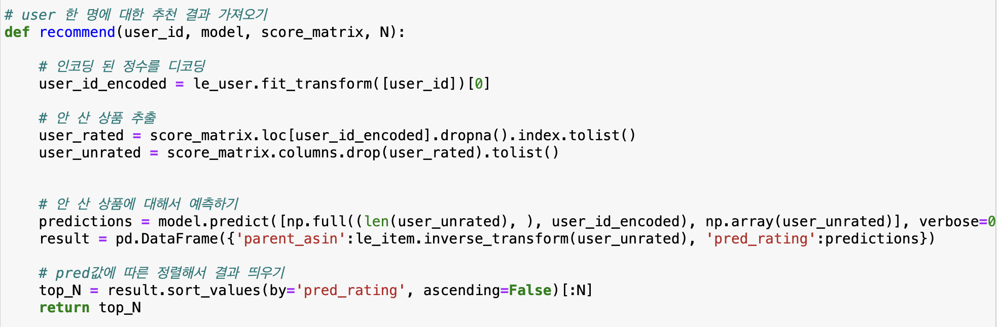 # user 한 명에 대한 추천 결과 가져오기
def recommend(user_id, model, score_matrix, N):
# 인코딩 된 정수를 디코딩
user_id_encoded = le_user.fit_transform([user_id])[0]
# 안 산 상품 추출
user_rated = score_matrix.loc[user_id_encoded].dropna().index.tolist()
user_unrated = score_matrix.columns.drop(user_rated).tolist()
# 안 산 상품에 대해서 예측하기
predictions = model.predict([np.full((len(user_unrated), ), user_id_encoded), np.array(user_unrated)], verbose=0
result = pd.DataFrame({'parent_asin':le_item.inverse_transform(user_unrated), 'pred_rating':predictions})
# pred값에 따른 정렬해서 결과 띄우기
top_N = result.sort_values(by='pred_rating', ascending=False)[:N]
return top_N